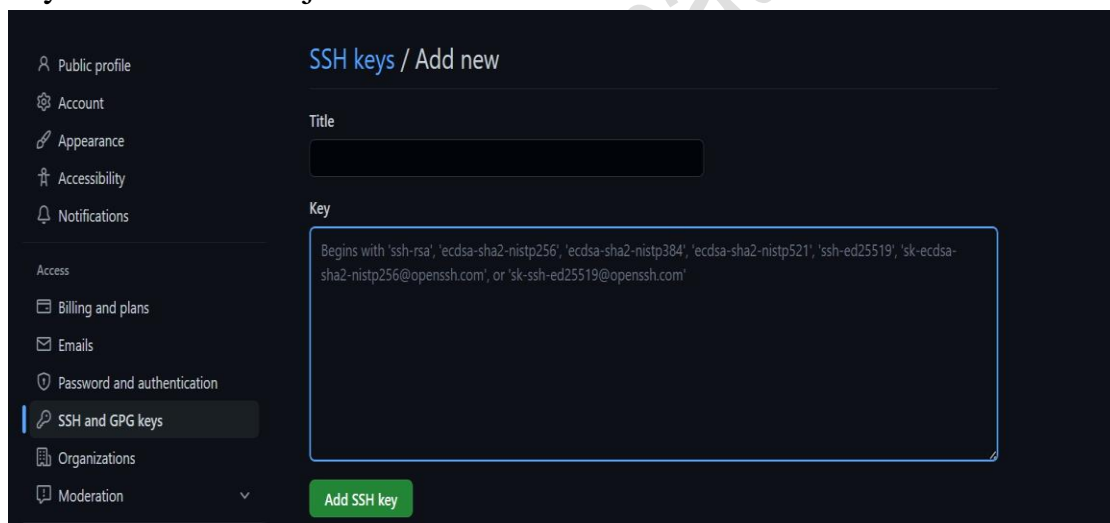 SSH keys / Add new
Public profile
Account
Appearance
Accessibility
Notifications
Access
Billing and plans
Emails
Password and authentication
SSH and GPG keys
Organizations
Moderation
Title
Key
Begins with 'ssh-rsa', 'ecdsa-sha2-nistp256', 'ecdsa-sha2-nistp384', 'ecdsa-sha2-nistp521', 'ssh-ed25519', 'sk-ecdsa-
sha2-nistp256@openssh.com', or 'sk-ssh-ed25519@openssh.com'
Add SSH key